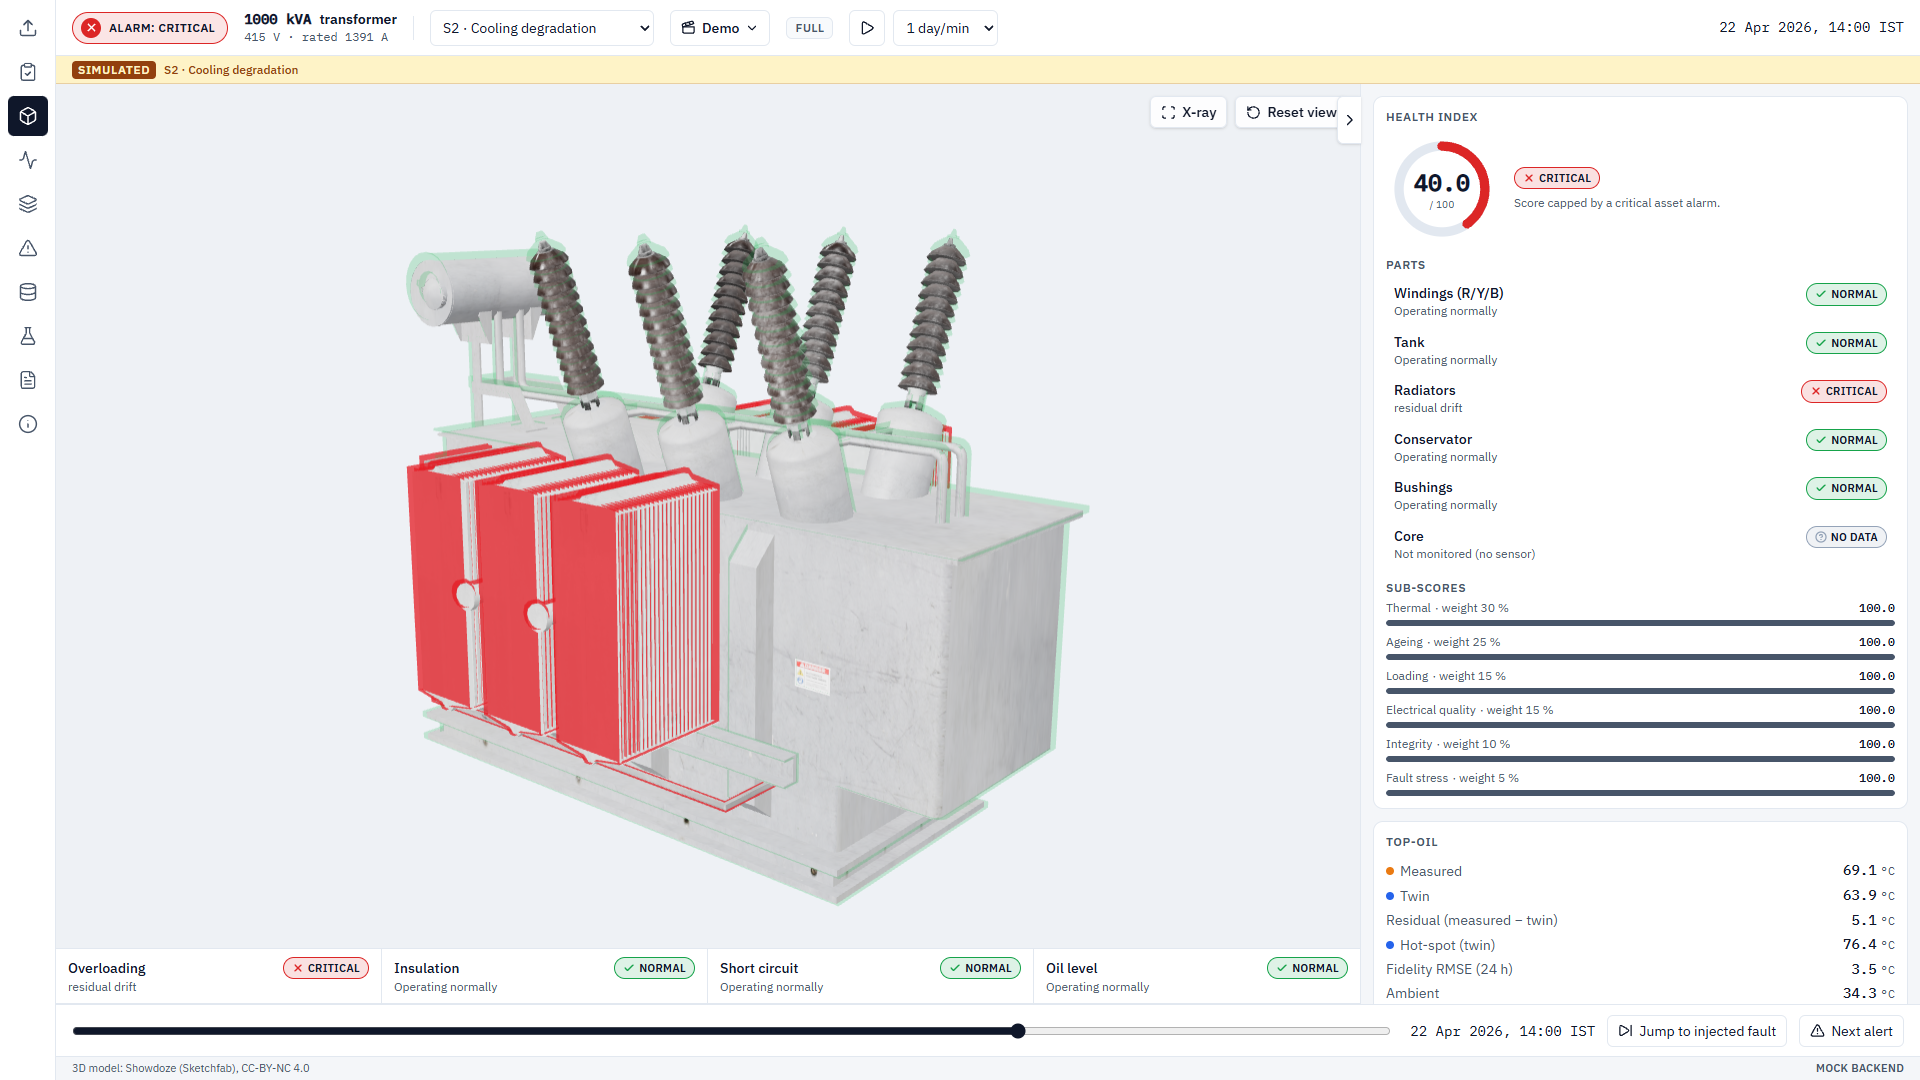 ALARM: CRITICAL
1000 kVA transformer
415 V · rated 1391 A
S2 · Cooling degradation
Demo
FULL
1 day/min
22 Apr 2026, 14:00 IST
SIMULATED S2 · Cooling degradation
X-ray
Reset view
HEALTH INDEX
40.0
/ 100
CRITICAL
Score capped by a critical asset alarm.
PARTS
Windings (R/Y/B)
Operating normally
NORMAL
Tank
Operating normally
NORMAL
Radiators
residual drift
CRITICAL
Conservator
Operating normally
NORMAL
Bushings
Operating normally
NORMAL
Core
Not monitored (no sensor)
NO DATA
SUB-SCORES
Thermal · weight 30 % 100.0
Ageing · weight 25 % 100.0
Loading · weight 15 % 100.0
Electrical quality · weight 15 % 100.0
Integrity · weight 10 % 100.0
Fault stress · weight 5 % 100.0
TOP-OIL
Measured 69.1 °C
Twin 63.9 °C
Residual (measured − twin) 5.1 °C
Hot-spot (twin) 76.4 °C
Fidelity RMSE (24 h) 3.5 °C
Ambient 34.3 °C
Overloading CRITICAL
residual drift
Insulation NORMAL
Operating normally
Short circuit NORMAL
Operating normally
Oil level NORMAL
Operating normally
22 Apr 2026, 14:00 IST
Jump to injected fault
Next alert
3D model: Showdoze (Sketchfab), CC-BY-NC 4.0
MOCK BACKEND